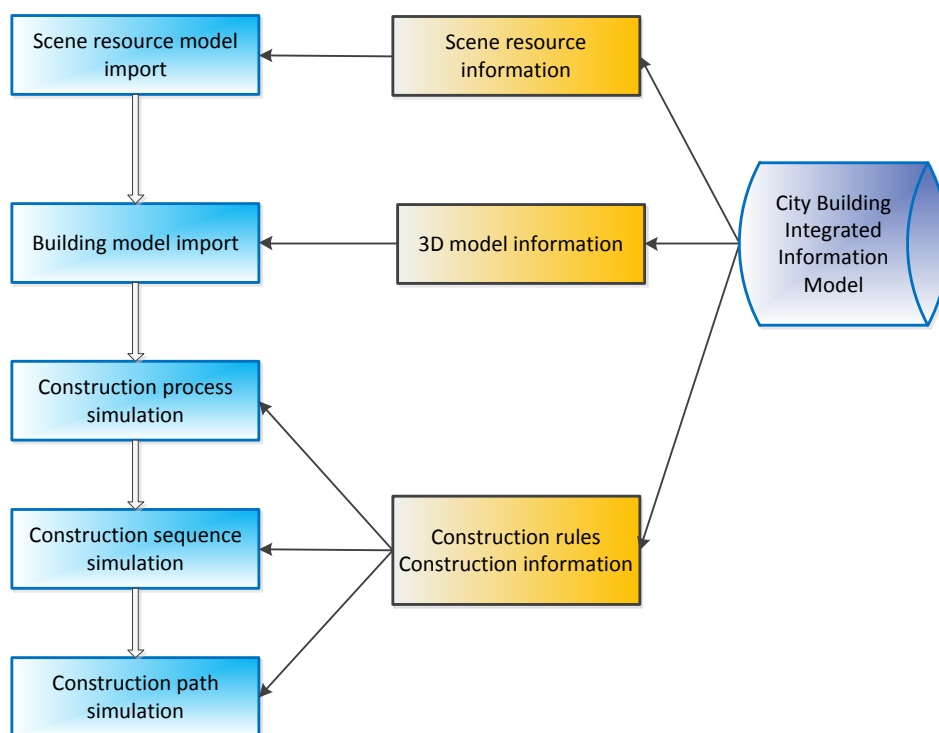 Scene resource model
import
Scene resource
information
City Building
Integrated
Information
Model
Building model import
3D model information
Construction process
simulation
Construction sequence
simulation
Construction rules
Construction information
Construction path
simulation